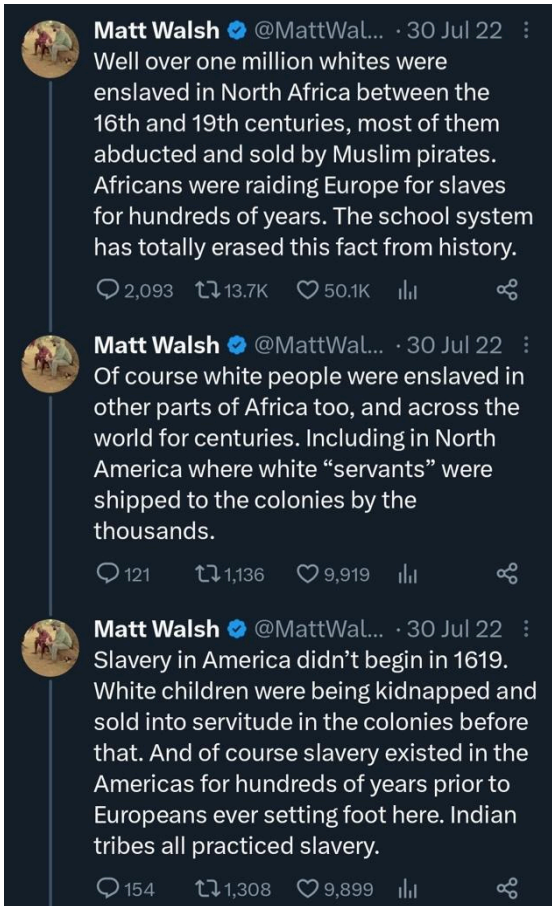 Matt Walsh @MattWal... · 30 Jul 22
Well over one million whites were
enslaved in North Africa between the
16th and 19th centuries, most of them
abducted and sold by Muslim pirates.
Africans were raiding Europe for slaves
for hundreds of years. The school system
has totally erased this fact from history.
2,093 13.7K 50.1K
Matt Walsh @MattWal... · 30 Jul 22
Of course white people were enslaved in
other parts of Africa too, and across the
world for centuries. Including in North
America where white “servants” were
shipped to the colonies by the
thousands.
121 1,136 9,919
Matt Walsh @MattWal... · 30 Jul 22
Slavery in America didn’t begin in 1619.
White children were being kidnapped and
sold into servitude in the colonies before
that. And of course slavery existed in the
Americas for hundreds of years prior to
Europeans ever setting foot here. Indian
tribes all practiced slavery.
154 1,308 9,899